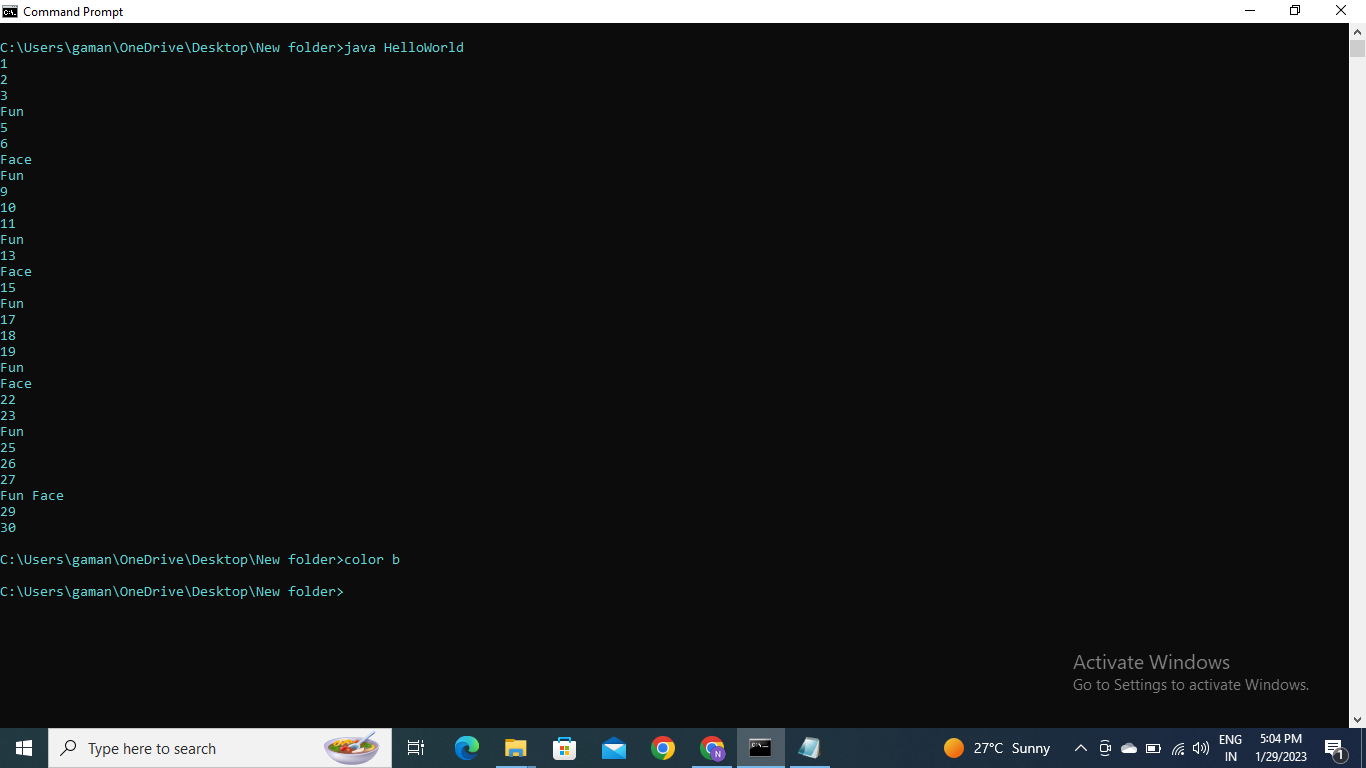 Command Prompt
C:\Users\gaman\OneDrive\Desktop\New folder>java HelloWorld
1
2
3
Fun
5
6
Face
Fun
9
10
11
Fun
13
Face
15
Fun
17
18
19
Fun
Face
22
23
Fun
25
26
27
Fun Face
29
30
C:\Users\gaman\OneDrive\Desktop\New folder>color b
C:\Users\gaman\OneDrive\Desktop\New folder>
Activate Windows
Go to Settings to activate Windows.
Type here to search
N
27°C Sunny
ENG
IN
5:04 PM
1/29/2023
1